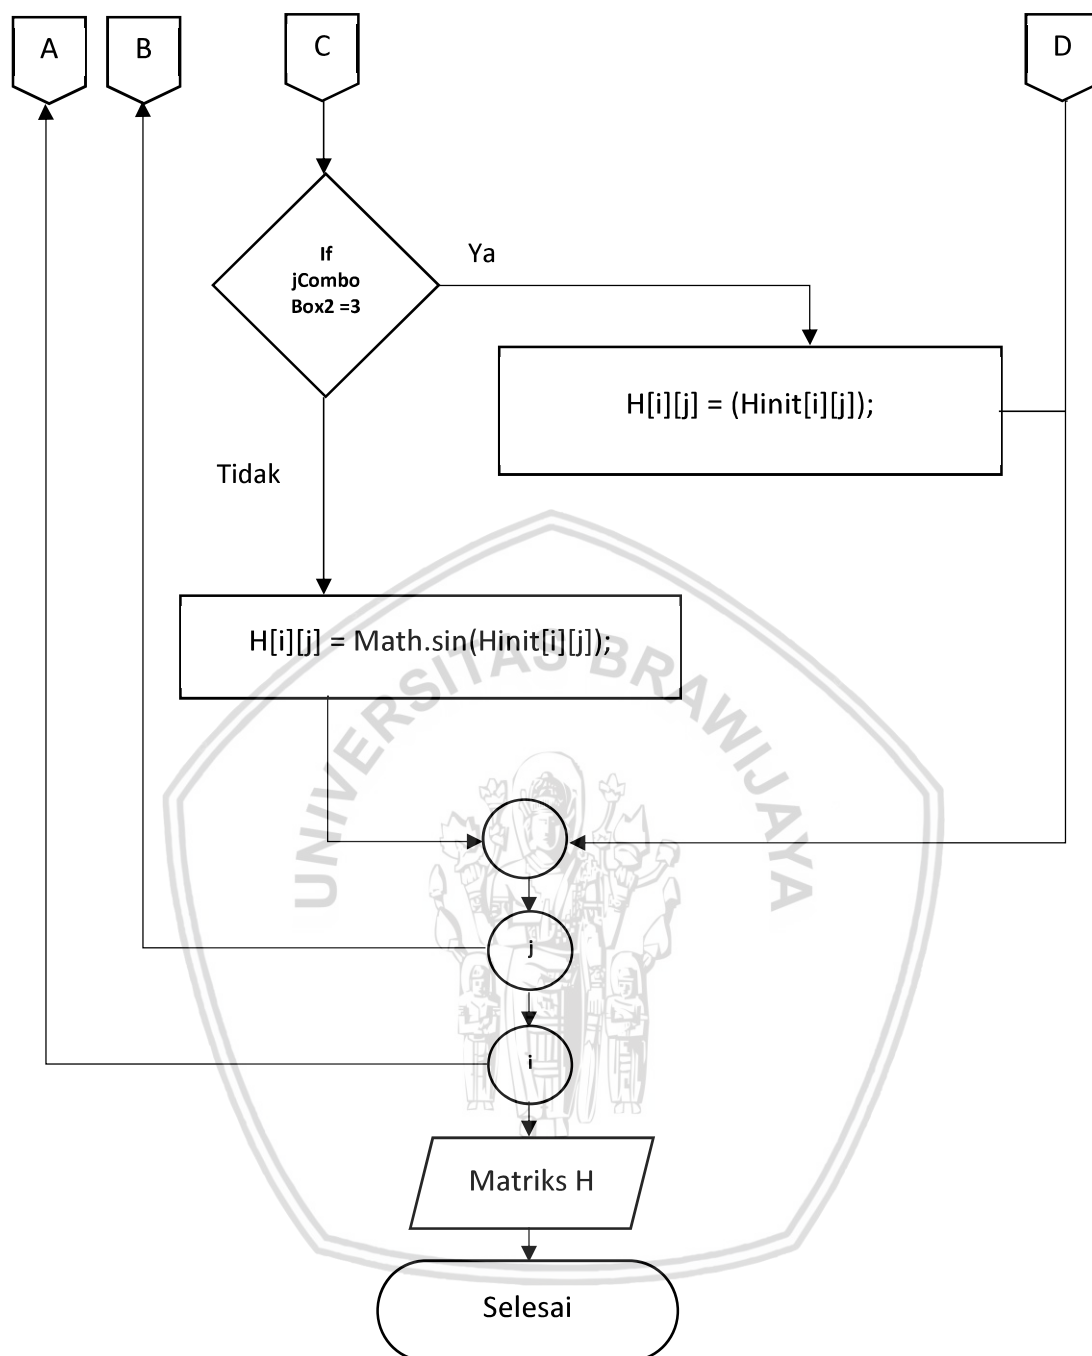 A
B
C
D
If
jCombo
Box2 =3
Ya
H[i][j] = (Hinit[i][j]);
Tidak
H[i][j] = Math.sin(Hinit[i][j]);
UNIVERSITAS BRAWIJAYA
j
i
Matriks H
Selesai